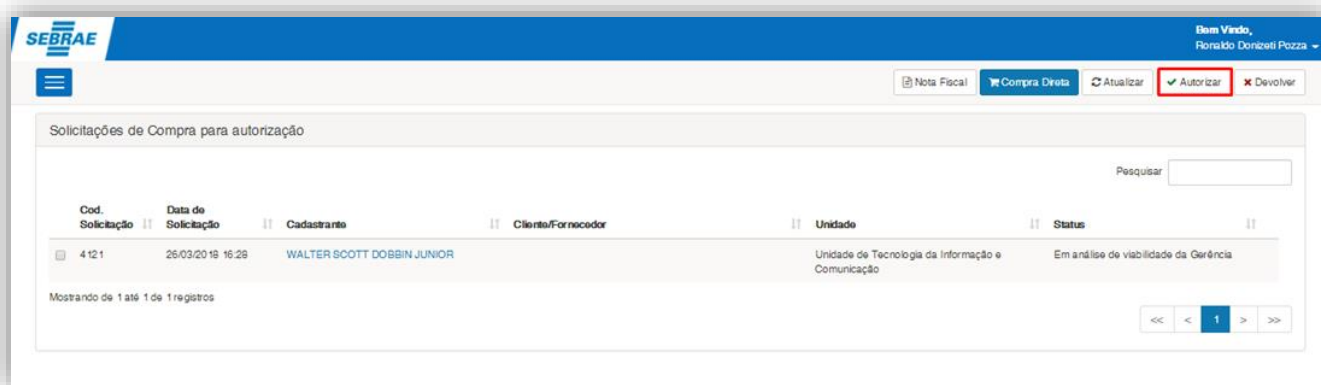 SEBRAE
Bem Vindo,
Ronaldo Donizeti Pozza
Nota Fiscal Compra Direta Atualizar Autorizar Devolver
Solicitações de Compra para autorização
Pesquisar
Cod. Solicitação Data de Solicitação Cadastrante Cliente/Fornecedor Unidade Status
4121 26/03/2018 16:28 WALTER SCOTT DOBBIN JUNIOR Unidade de Tecnologia da Informação e Comunicação Em análise de viabilidade da Gerência
Mostrando de 1 até 1 de 1 registros
<< < 1 > >>